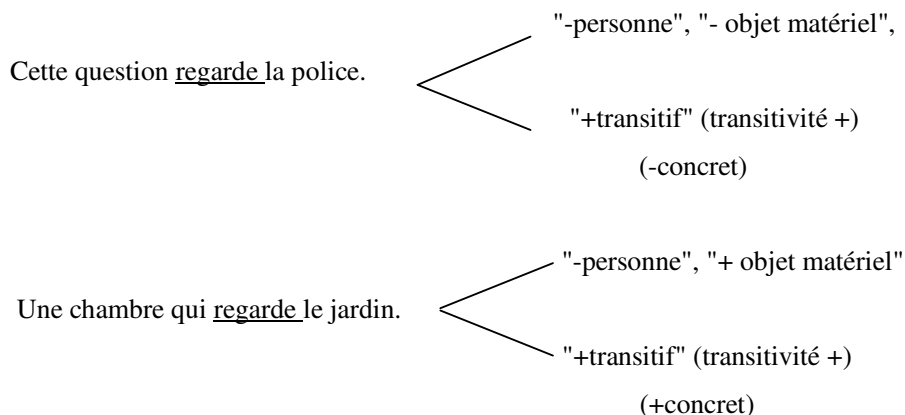 "-personne", "- objet matériel",
Cette question regarde la police.
"+transitif" (transitivité +)
(-concret)
"-personne", "+ objet matériel"
Une chambre qui regarde le jardin.
"+transitif" (transitivité +)
(+concret)